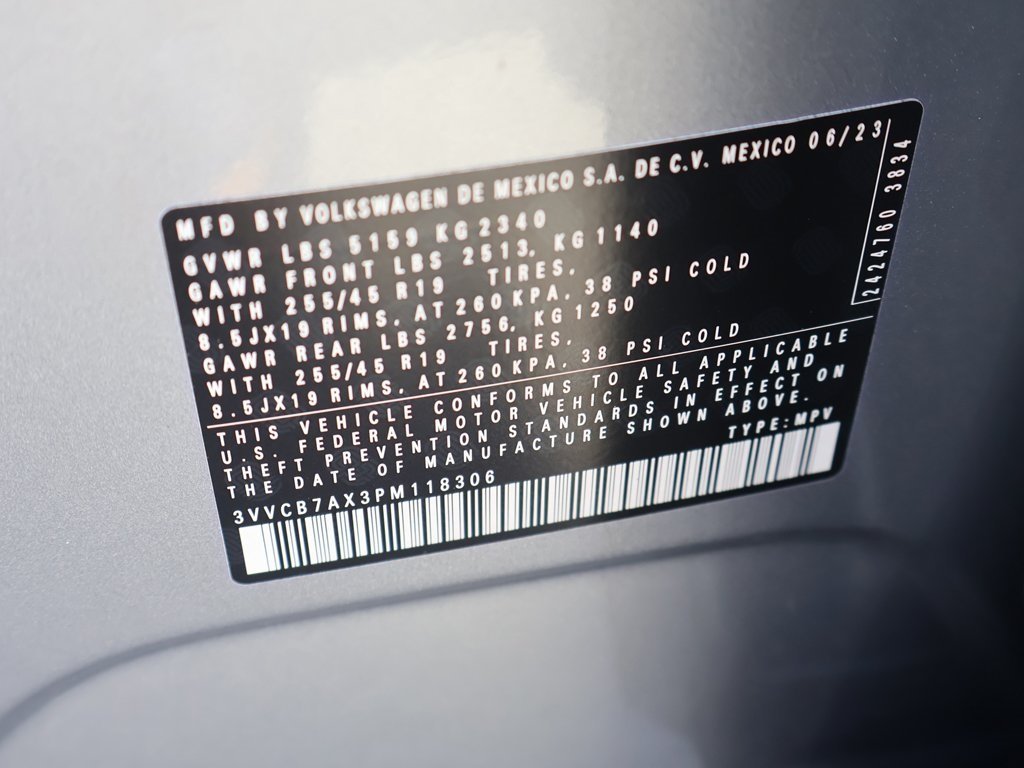 MFD BY VOLKSWAGEN DE MEXICO S.A. DE C.V. MEXICO 06/23
GVWR LBS 5159 KG 2340
GAWR FRONT LBS 2513, KG 1140
WITH 255/45 R19 TIRES,
8.5JX19 RIMS, AT 260 KPA, 38 PSI COLD
GAWR REAR LBS 2756, KG 1250
WITH 255/45 R19 TIRES,
8.5JX19 RIMS, AT 260 KPA, 38 PSI COLD
2424760 3834
THIS VEHICLE CONFORMS TO ALL APPLICABLE
U.S. FEDERAL MOTOR VEHICLE SAFETY AND
THEFT PREVENTION STANDARDS IN EFFECT ON
THE DATE OF MANUFACTURE SHOWN ABOVE.
3VVCB7AX3PM118306 TYPE: MPV